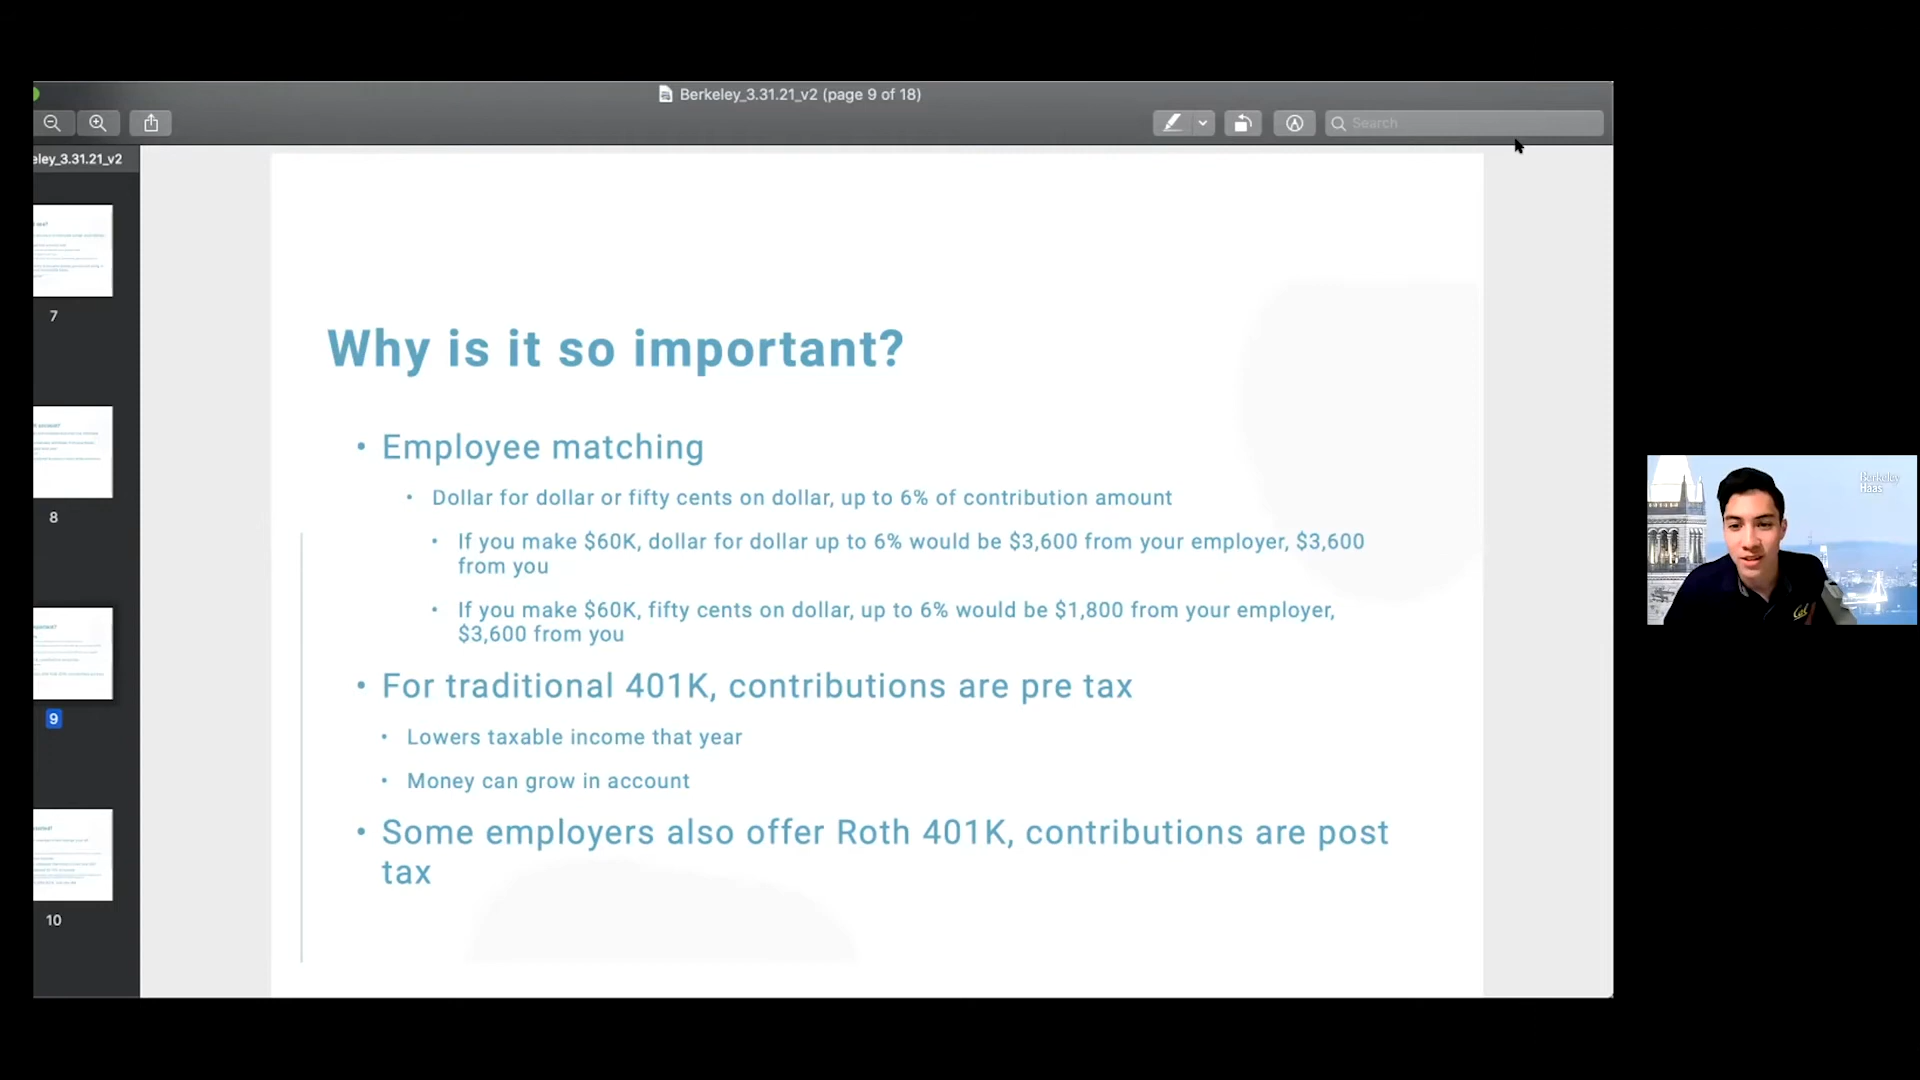 Berkeley_3.31.21_v2 (page 9 of 18)
Search
eley_3.31.21_v2
7
8
9
10
Why is it so important?
• Employee matching
• Dollar for dollar or fifty cents on dollar, up to 6% of contribution amount
• If you make $60K, dollar for dollar up to 6% would be $3,600 from your employer, $3,600
from you
• If you make $60K, fifty cents on dollar, up to 6% would be $1,800 from your employer,
$3,600 from you
• For traditional 401K, contributions are pre tax
• Lowers taxable income that year
• Money can grow in account
• Some employers also offer Roth 401K, contributions are post
tax
Berkeley
Haas
Cal